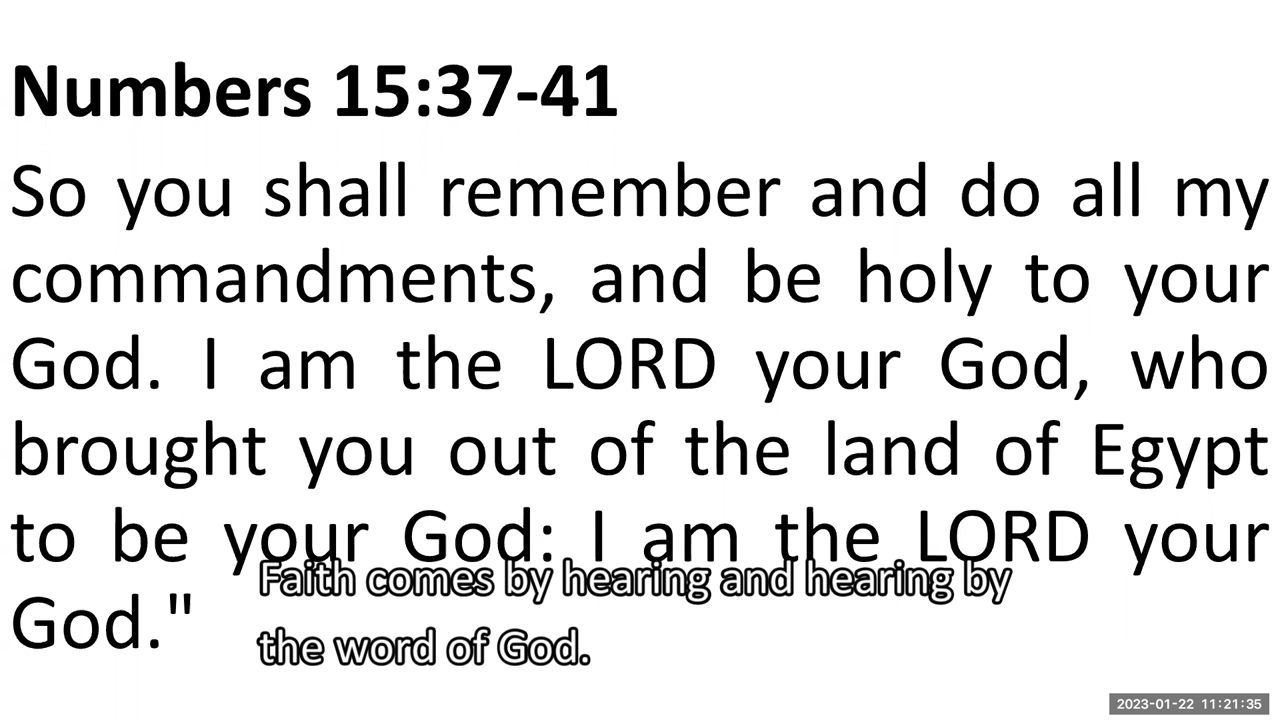 Numbers 15:37-41
So you shall remember and do all my
commandments, and be holy to your
God. I am the LORD your God, who
brought you out of the land of Egypt
to be your God: I am the LORD your
God."
Faith comes by hearing and hearing by
the word of God.
2023-01-22 11:21:35